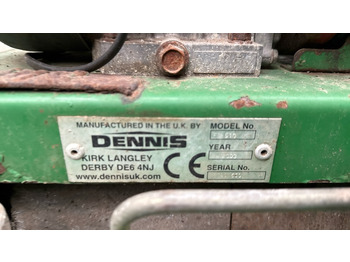 MANUFACTURED IN THE U.K. BY
DENNIS
KIRK LANGLEY
DERBY DE6 4NJ
www.dennisuk.com
CE
MODEL No
YEAR
SERIAL No.